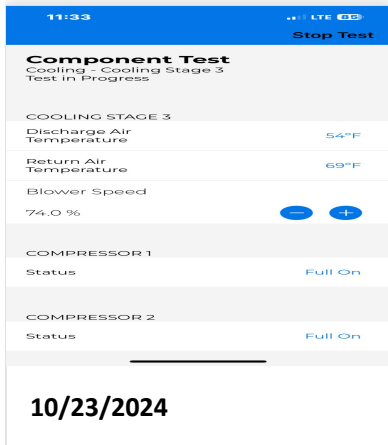 11:33 LTE
Stop Test
Component Test
Cooling - Cooling Stage 3
Test in Progress
COOLING STAGE 3
Discharge Air
Temperature 54°F
Return Air
Temperature 69°F
Blower Speed
74.0 %
COMPRESSOR 1
Status Full On
COMPRESSOR 2
Status Full On
10/23/2024